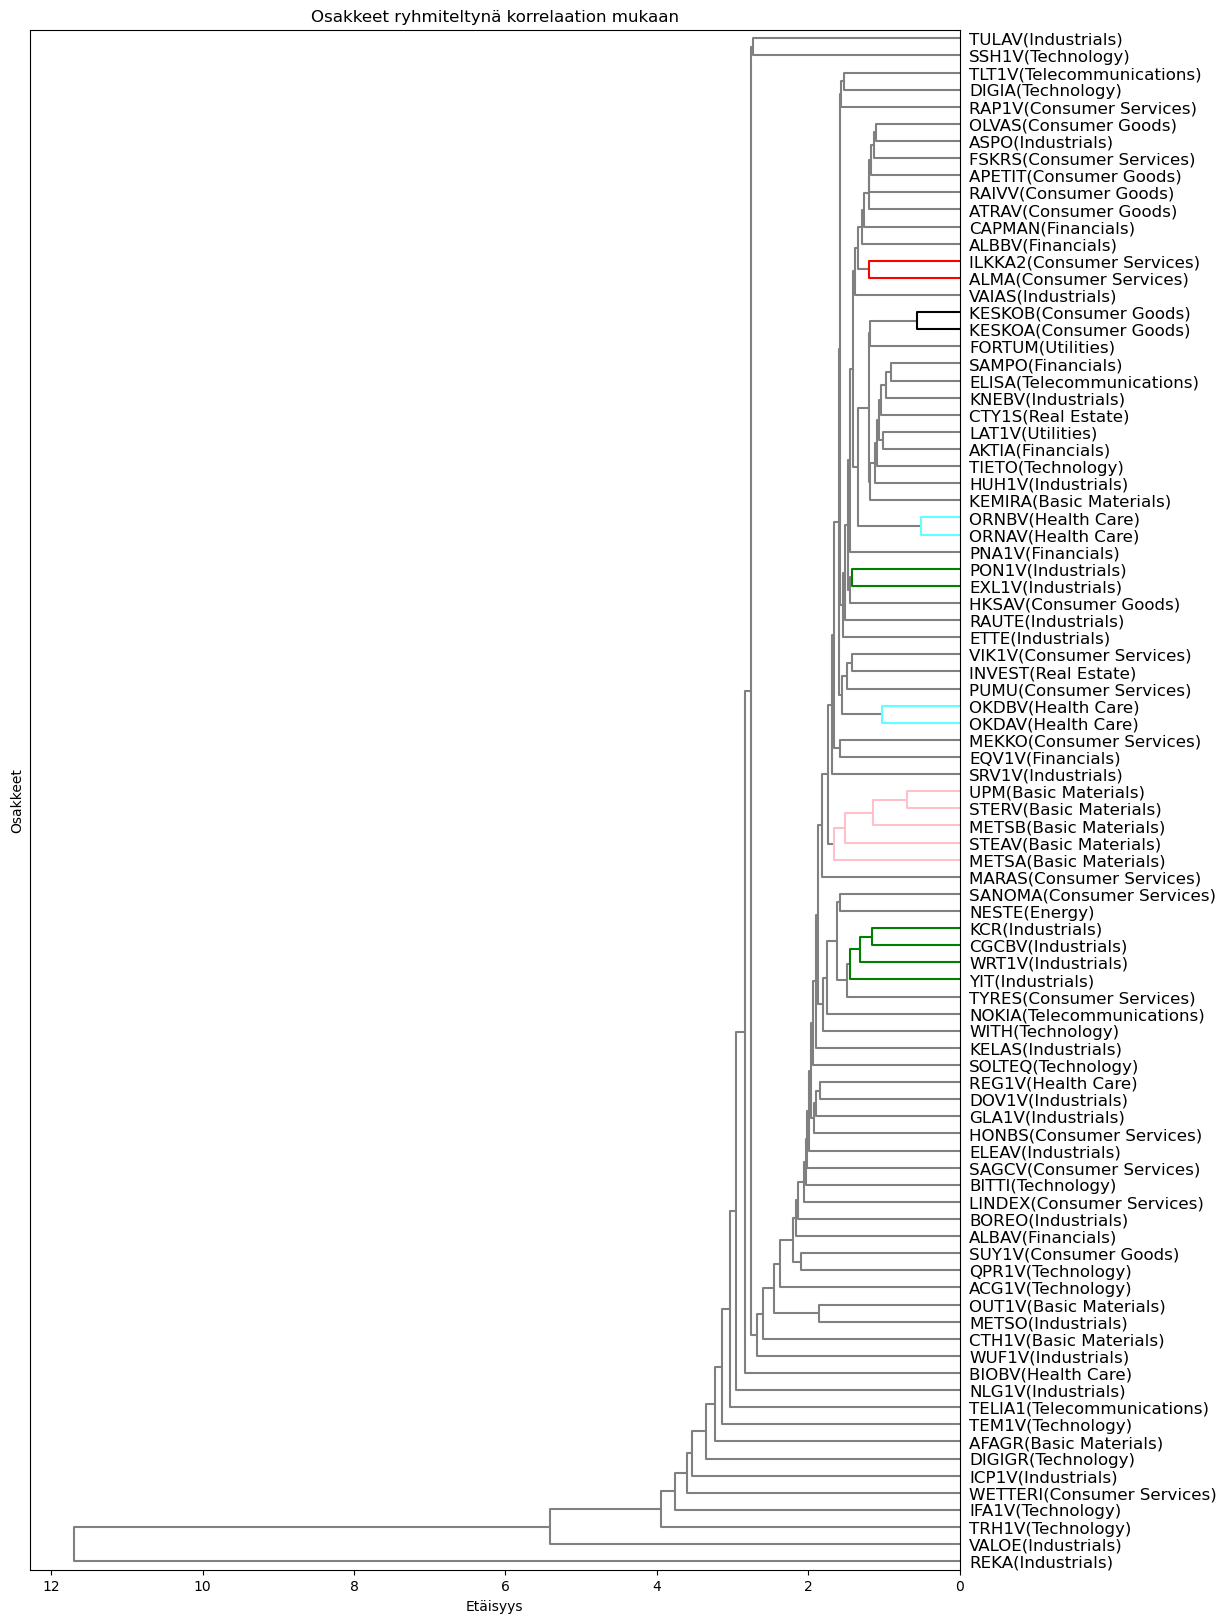 Osakkeet ryhmiteltynä korrelaation mukaan
TULAV(Industrials)
SSH1V(Technology)
TLT1V(Telecommunications)
DIGIA(Technology)
RAP1V(Consumer Services)
OLVAS(Consumer Goods)
ASPO(Industrials)
FSKRS(Consumer Services)
APETIT(Consumer Goods)
RAIVV(Consumer Goods)
ATRAV(Consumer Goods)
CAPMAN(Financials)
ALBBV(Financials)
ILKKA2(Consumer Services)
ALMA(Consumer Services)
VAIAS(Industrials)
KESKOB(Consumer Goods)
KESKOA(Consumer Goods)
FORTUM(Utilities)
SAMPO(Financials)
ELISA(Telecommunications)
KNEBV(Industrials)
CTY1S(Real Estate)
LAT1V(Utilities)
AKTIA(Financials)
TIETO(Technology)
HUH1V(Industrials)
KEMIRA(Basic Materials)
ORNBV(Health Care)
ORNAV(Health Care)
PNA1V(Financials)
PON1V(Industrials)
EXL1V(Industrials)
HKSAV(Consumer Goods)
RAUTE(Industrials)
ETTE(Industrials)
VIK1V(Consumer Services)
INVEST(Real Estate)
PUMU(Consumer Services)
OKDBV(Health Care)
OKDAV(Health Care)
MEKKO(Consumer Services)
EQV1V(Financials)
SRV1V(Industrials)
UPM(Basic Materials)
STERV(Basic Materials)
METSB(Basic Materials)
STEAV(Basic Materials)
METSA(Basic Materials)
MARAS(Consumer Services)
SANOMA(Consumer Services)
NESTE(Energy)
KCR(Industrials)
CGCBV(Industrials)
WRT1V(Industrials)
YIT(Industrials)
TYRES(Consumer Services)
NOKIA(Telecommunications)
WITH(Technology)
KELAS(Industrials)
SOLTEQ(Technology)
REG1V(Health Care)
DOV1V(Industrials)
GLA1V(Industrials)
HONBS(Consumer Services)
ELEAV(Industrials)
SAGCV(Consumer Services)
BITTI(Technology)
LINDEX(Consumer Services)
BOREO(Industrials)
ALBAV(Financials)
SUY1V(Consumer Goods)
QPR1V(Technology)
ACG1V(Technology)
OUT1V(Basic Materials)
METSO(Industrials)
CTH1V(Basic Materials)
WUF1V(Industrials)
BIOBV(Health Care)
NLG1V(Industrials)
TELIA1(Telecommunications)
TEM1V(Technology)
AFAGR(Basic Materials)
DIGIGR(Technology)
ICP1V(Industrials)
WETTERI(Consumer Services)
IFA1V(Technology)
TRH1V(Technology)
VALOE(Industrials)
REKA(Industrials)
Osakkeet
12 10 8 6 4 2 0
Etäisyys